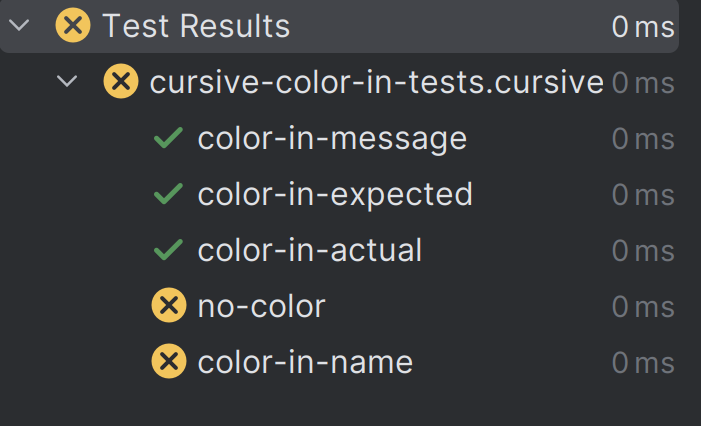 Test Results 0 ms
cursive-color-in-tests.cursive 0 ms
color-in-message 0 ms
color-in-expected 0 ms
color-in-actual 0 ms
no-color 0 ms
color-in-name 0 ms